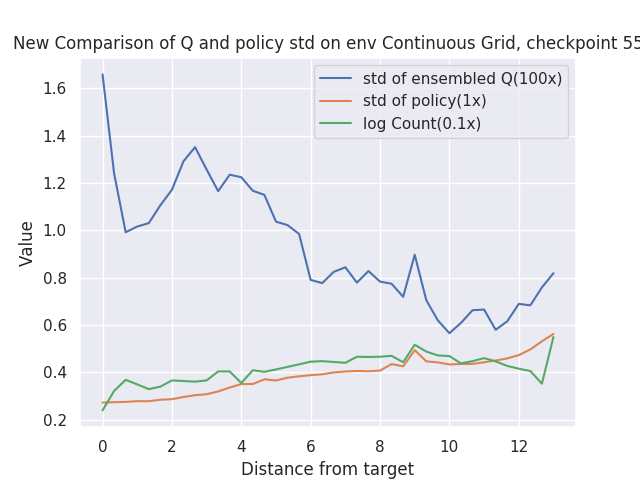 New Comparison of Q and policy std on env Continuous Grid, checkpoint 55
std of ensembled Q(100x)
std of policy(1x)
log Count(0.1x)
Value
1.6
1.4
1.2
1.0
0.8
0.6
0.4
0.2
0 2 4 6 8 10 12
Distance from target